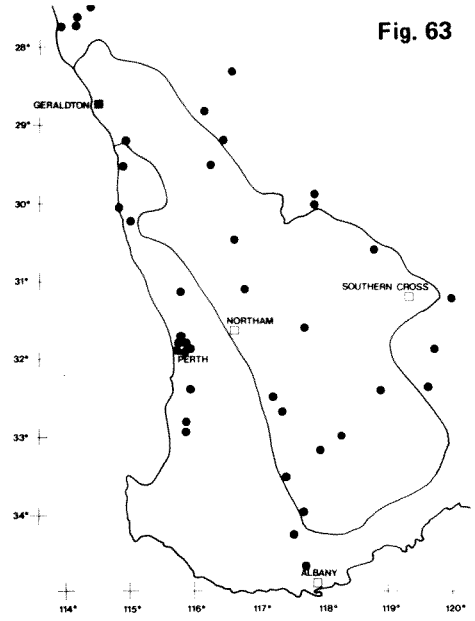 Fig. 63
28°
GERALDTON
29°
30°
31°
SOUTHERN CROSS
NORTHAM
32°
PERTH
33°
34°
ALBANY
114° 115° 116° 117° 118° 119° 120°